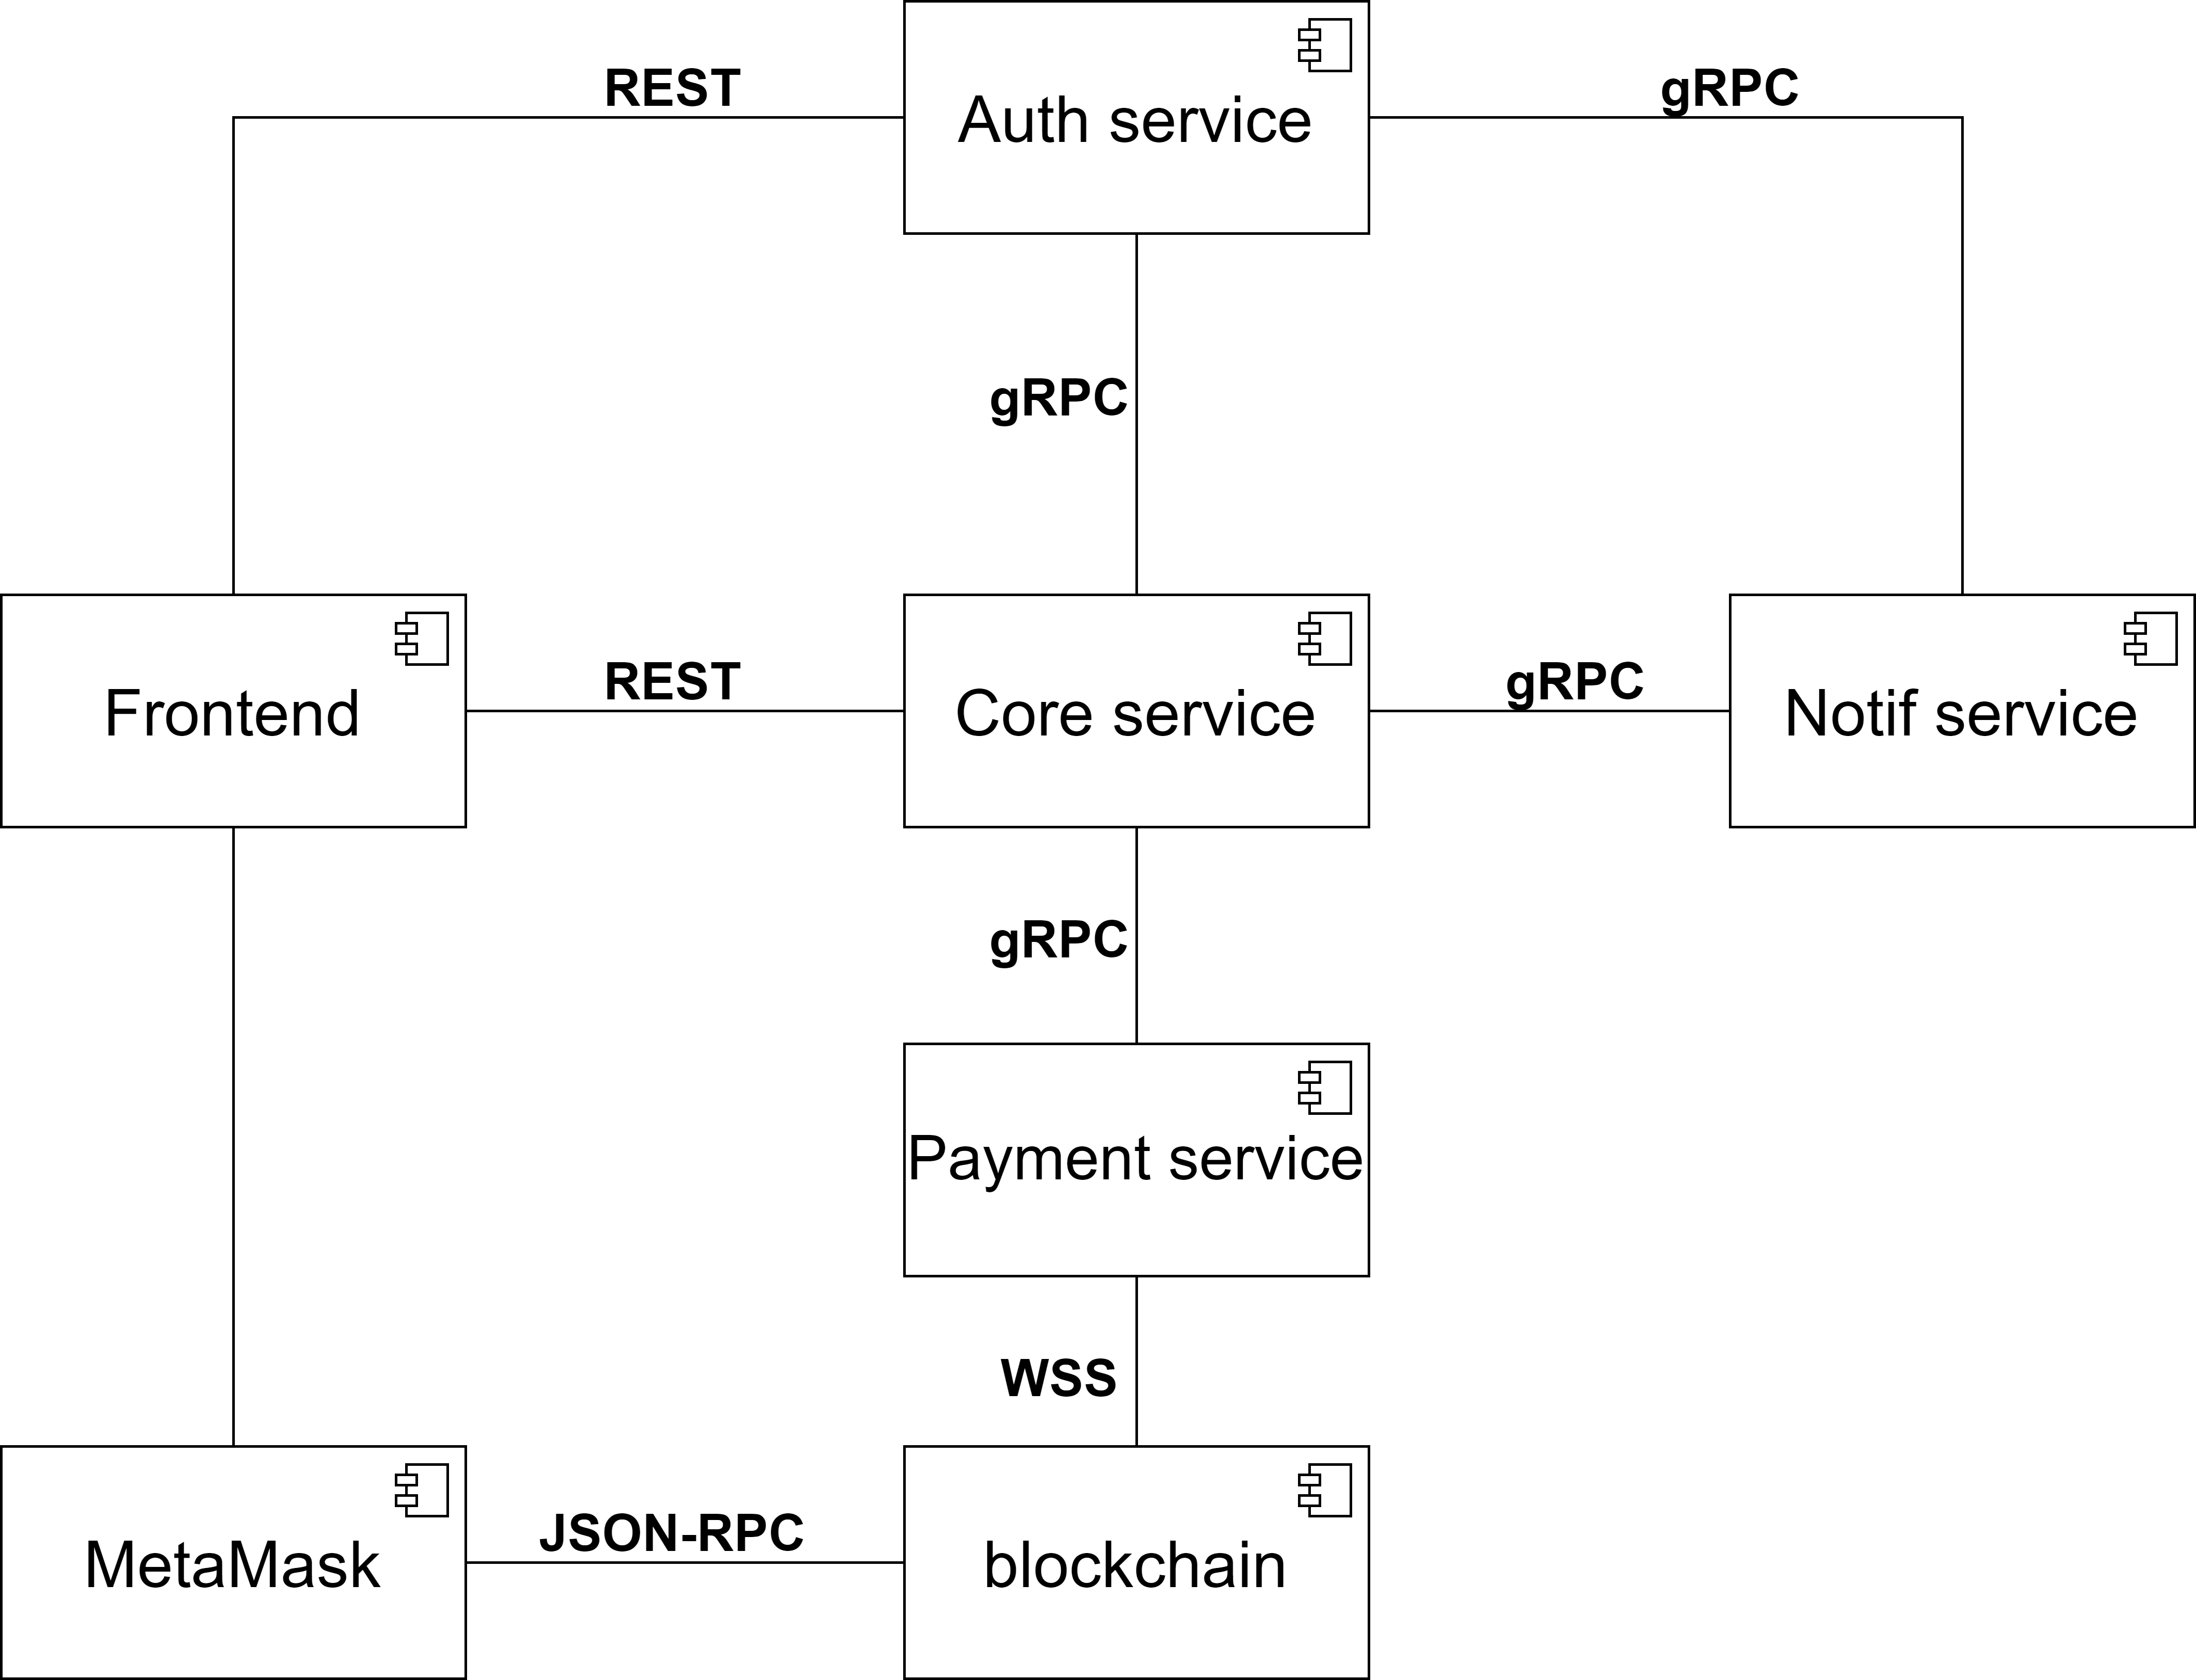 REST
Auth service
gRPC
gRPC
Frontend
REST
Core service
gRPC
Notif service
gRPC
Payment service
WSS
MetaMask
JSON-RPC
blockchain